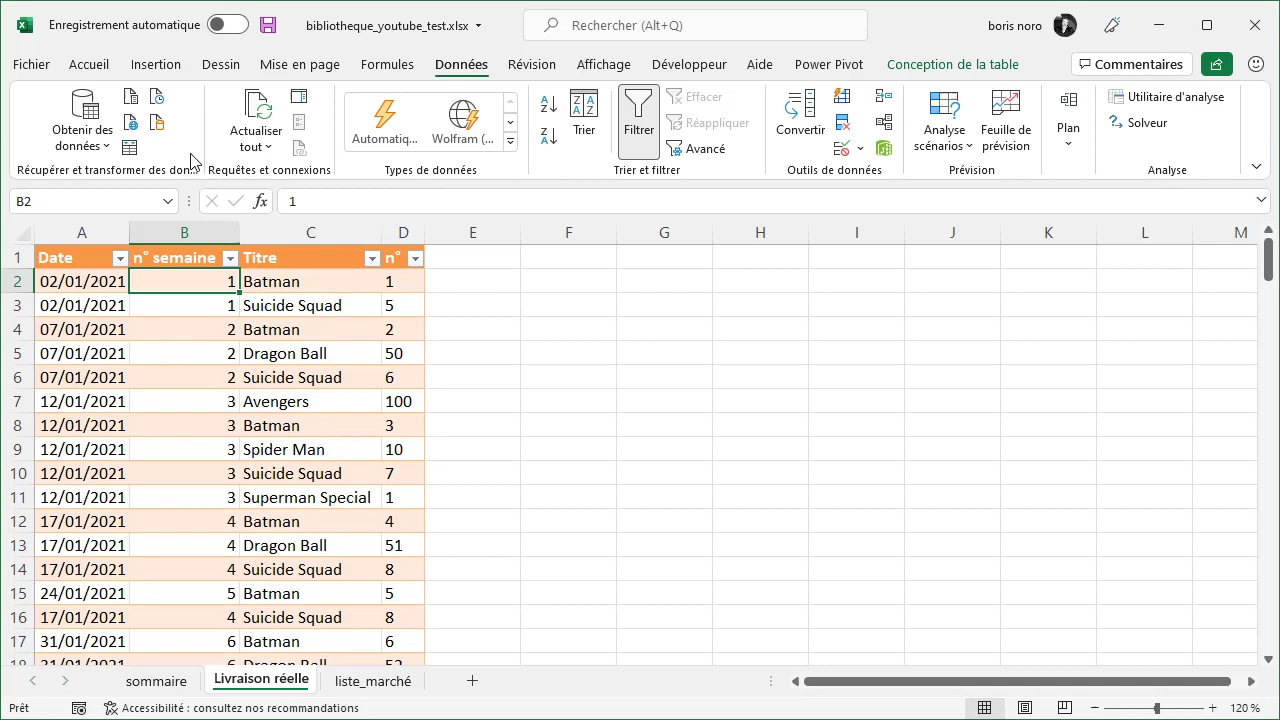 Enregistrement automatique
bibliotheque_youtube_test.xlsx
Rechercher (Alt+Q)
boris noro
Fichier Accueil Insertion Dessin Mise en page Formules Données Révision Affichage Développeur Aide Power Pivot Conception de la table
Commentaires
Obtenir des données
Récupérer et transformer des
Actualiser tout
Requêtes et connexions
Automatiq... Wolfram (...
Types de données
Trier
Filtrer
Effacer
Réappliquer
Avancé
Trier et filtrer
Convertir
Outils de données
Analyse scénarios
Feuille de prévision
Prévision
Plan
Utilitaire d'analyse
Solveur
Analyse
B2
fx
1
A B C D E F G H I J K L M
1 Date n° semaine Titre n°
2 02/01/2021 1 Batman 1
3 02/01/2021 1 Suicide Squad 5
4 07/01/2021 2 Batman 2
5 07/01/2021 2 Dragon Ball 50
6 07/01/2021 2 Suicide Squad 6
7 12/01/2021 3 Avengers 100
8 12/01/2021 3 Batman 3
9 12/01/2021 3 Spider Man 10
10 12/01/2021 3 Suicide Squad 7
11 12/01/2021 3 Superman Special 1
12 17/01/2021 4 Batman 4
13 17/01/2021 4 Dragon Ball 51
14 17/01/2021 4 Suicide Squad 8
15 24/01/2021 5 Batman 5
16 17/01/2021 4 Suicide Squad 8
17 31/01/2021 6 Batman 6
18 31/01/2021 6 Dragon Ball 52
sommaire Livraison réelle liste_marché
Prêt
Accessibilité : consultez nos recommandations
120 %